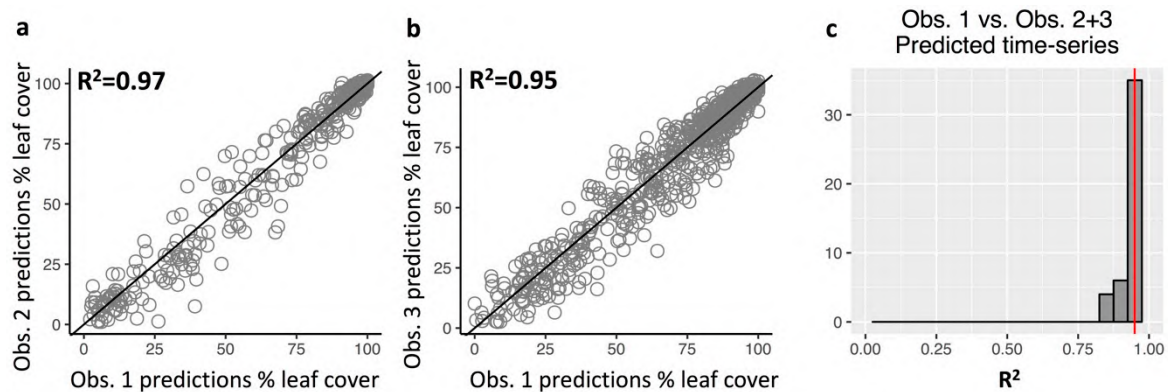 a
R²=0.97
Obs. 2 predictions % leaf cover
100
75
50
25
0
0 25 50 75 100
Obs. 1 predictions % leaf cover
b
R²=0.95
Obs. 3 predictions % leaf cover
100
75
50
25
0
0 25 50 75 100
Obs. 1 predictions % leaf cover
c
Obs. 1 vs. Obs. 2+3
Predicted time-series
30
20
10
0
0.00 0.25 0.50 0.75 1.00
R²